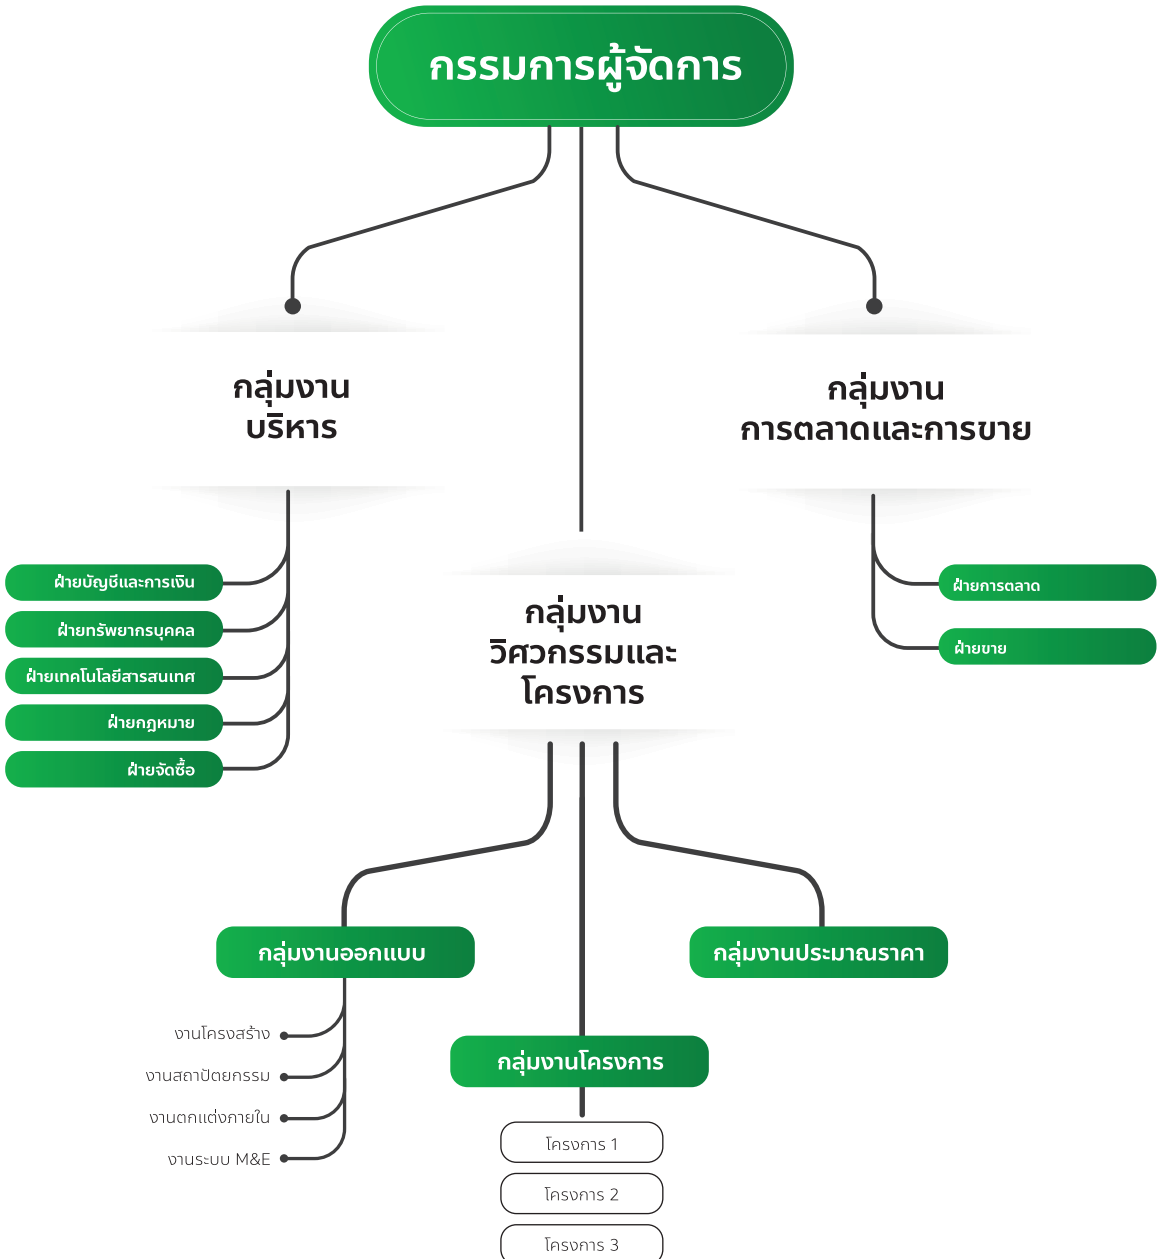 กรรมการผู้จัดการ
กลุ่มงาน
บริหาร
กลุ่มงาน
การตลาดและการขาย
ฝ่ายบัญชีและการเงิน
ฝ่ายทรัพยากรบุคคล
ฝ่ายเทคโนโลยีสารสนเทศ
ฝ่ายกฎหมาย
ฝ่ายจัดซื้อ
ฝ่ายการตลาด
ฝ่ายขาย
กลุ่มงาน
วิศวกรรมและ
โครงการ
กลุ่มงานออกแบบ
กลุ่มงานประมาณราคา
งานโครงสร้าง
งานสถาปัตยกรรม
งานตกแต่งภายใน
งานระบบ M&E
กลุ่มงานโครงการ
โครงการ 1
โครงการ 2
โครงการ 3